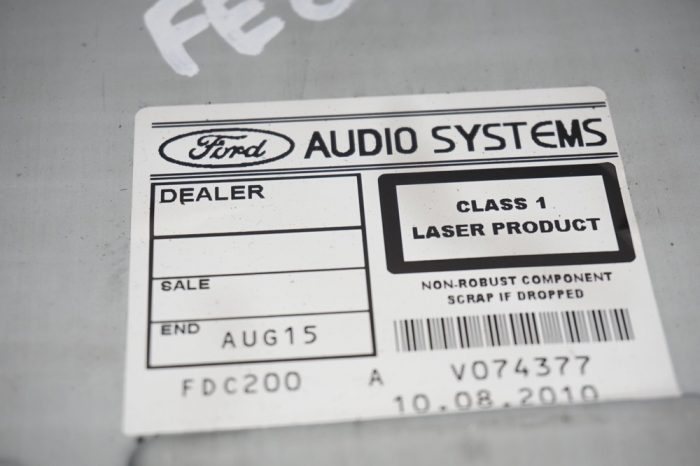 Ford AUDIO SYSTEMS
DEALER
SALE
END AUG15
CLASS 1
LASER PRODUCT
NON-ROBUST COMPONENT
SCRAP IF DROPPED
FDC200 A V074377
10.08.2010